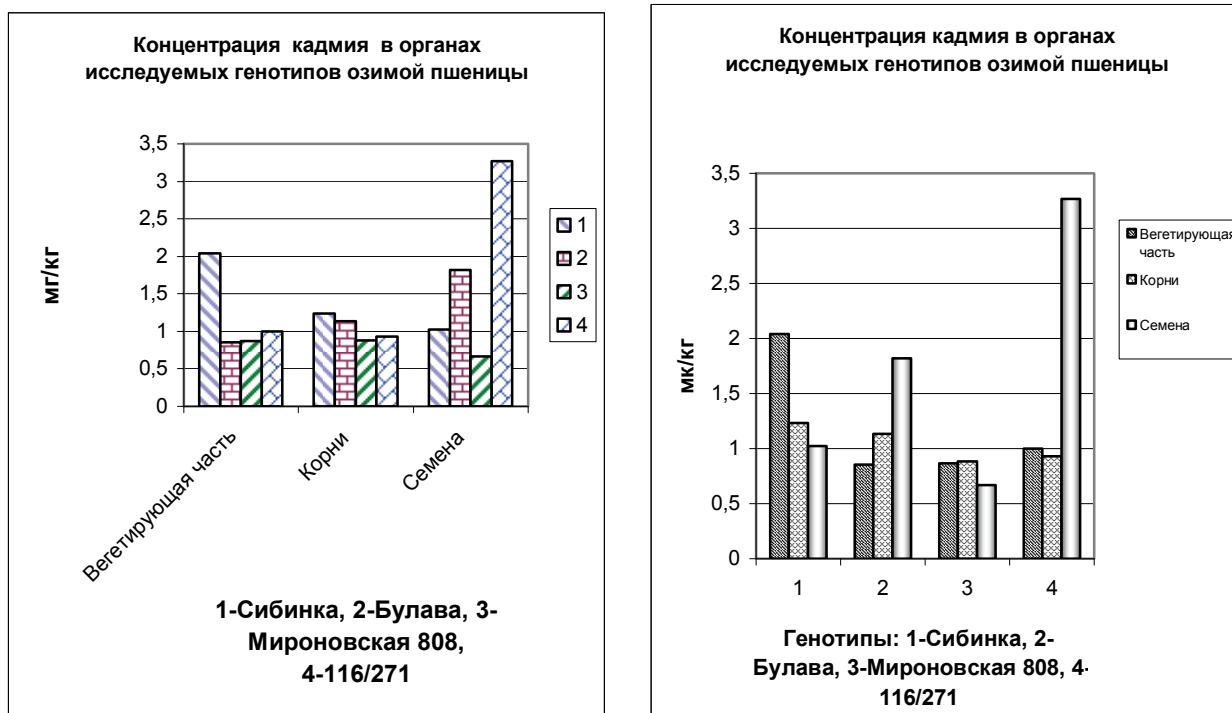 Концентрация кадмия в органах
исследуемых генотипов озимой пшеницы
3,5
3
2,5
2
1,5
1
0,5
0
мг/кг
Вегетирующая часть
Корни
Семена
1
2
3
4
1-Сибинка, 2-Булава, 3-
Мироновская 808,
4-116/271
Концентрация кадмия в органах
исследуемых генотипов озимой пшеницы
3,5
3
2,5
2
1,5
1
0,5
0
мк/кг
1 2 3 4
Вегетирующая
часть
Корни
Семена
Генотипы: 1-Сибинка, 2-
Булава, 3-Мироновская 808, 4-
116/271